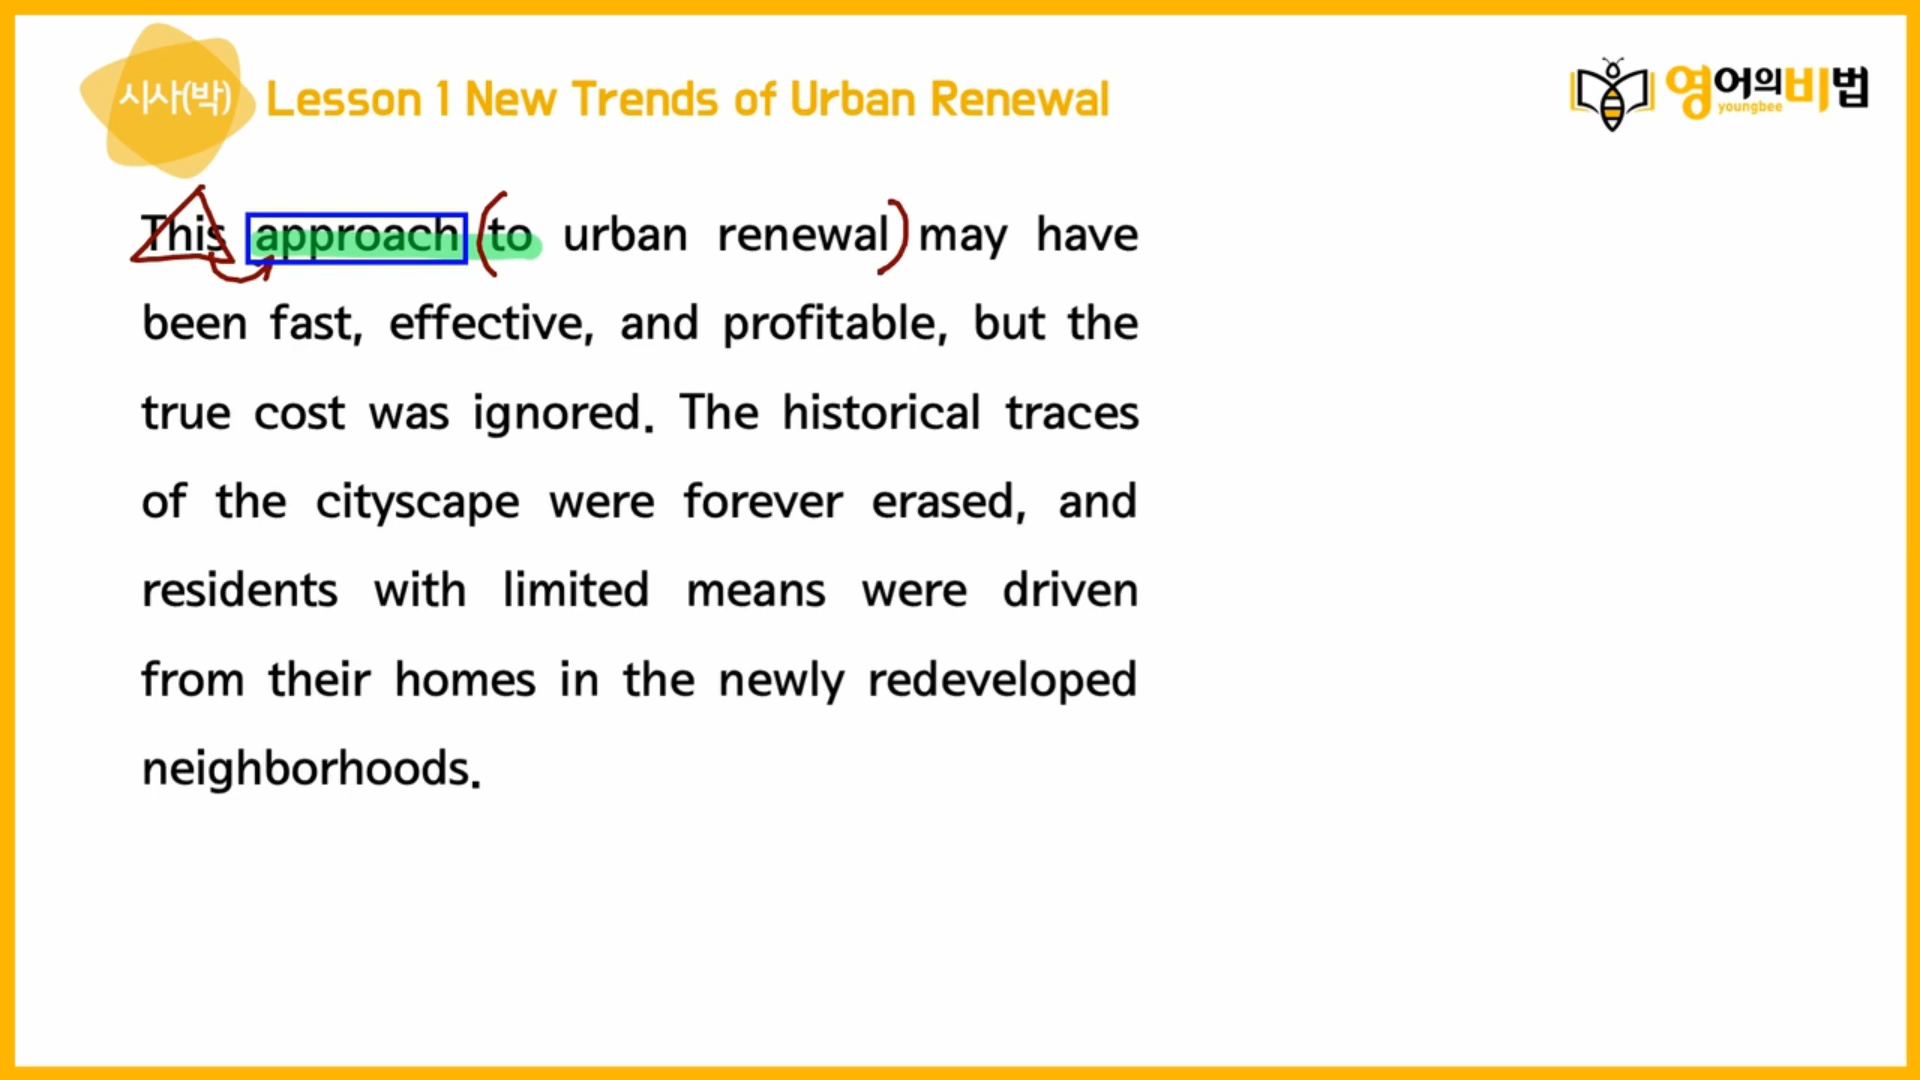 시사(박)
Lesson 1 New Trends of Urban Renewal
영어의비법
youngbee
This approach to urban renewal may have
been fast, effective, and profitable, but the
true cost was ignored. The historical traces
of the cityscape were forever erased, and
residents with limited means were driven
from their homes in the newly redeveloped
neighborhoods.